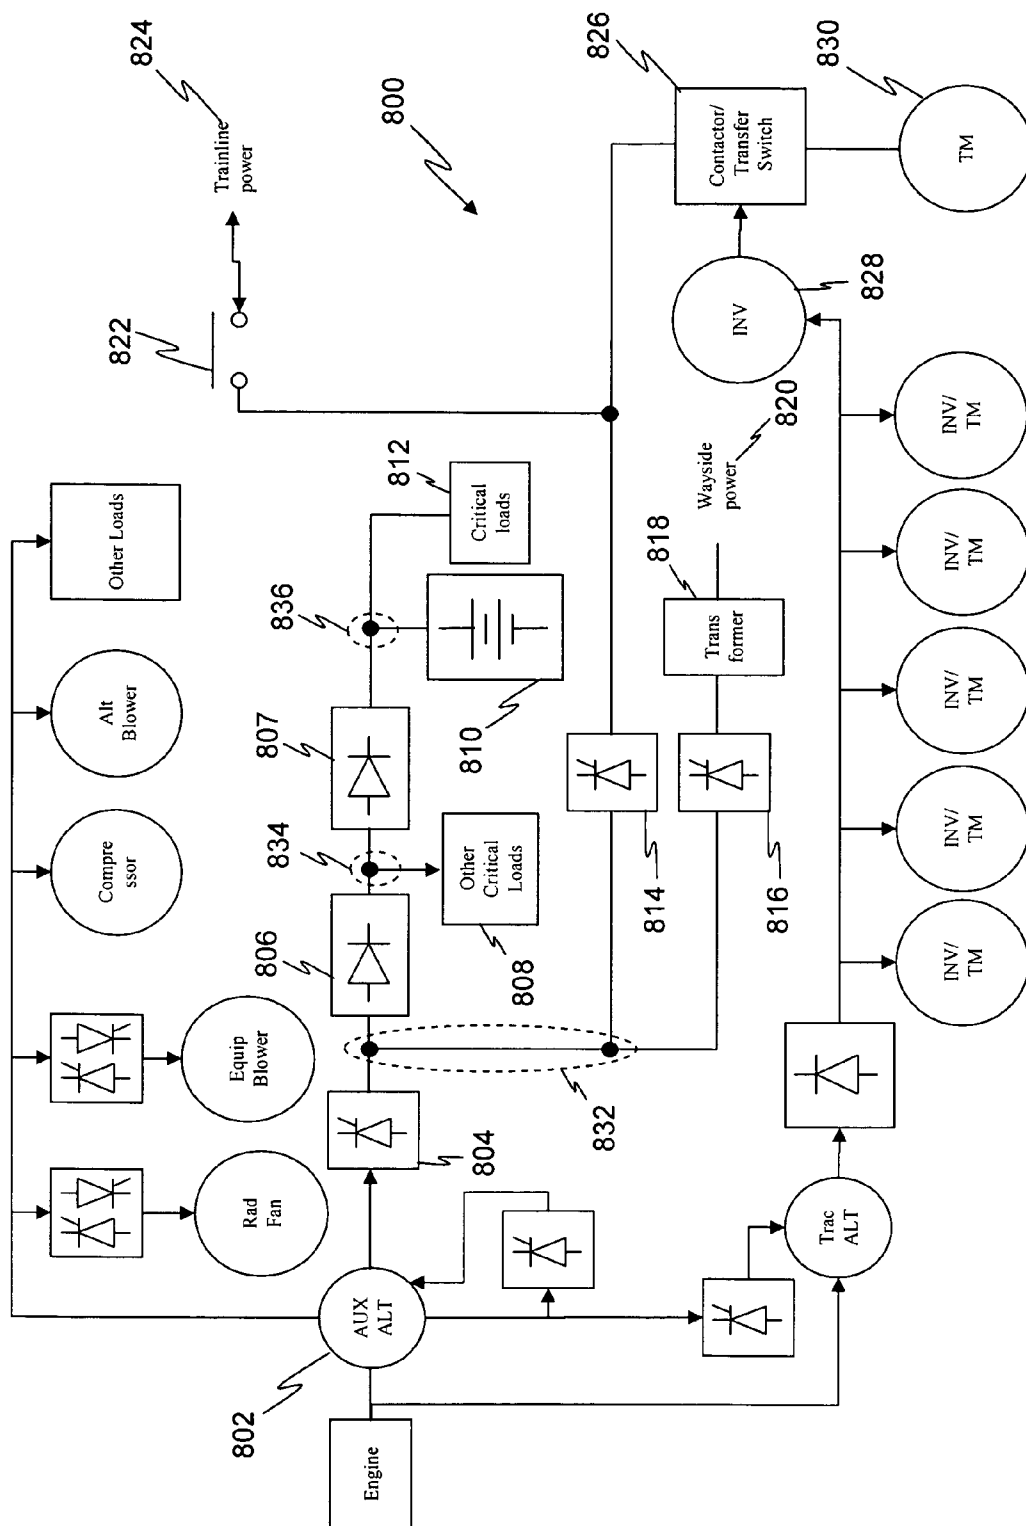 824
Trainline
power
800
822
826
Contactor/
Transfer
Switch
830
TM
INV
828
Wayside
power
820
818
Trans
former
812
Critical
loads
836
810
807
834
806
Other
Critical
Loads
808
814
816
832
804
Other Loads
Alt
Blower
Compre
ssor
Equip
Blower
Rad
Fan
AUX
ALT
802
Engine
Trac
ALT
INV/
TM
INV/
TM
INV/
TM
INV/
TM
INV/
TM